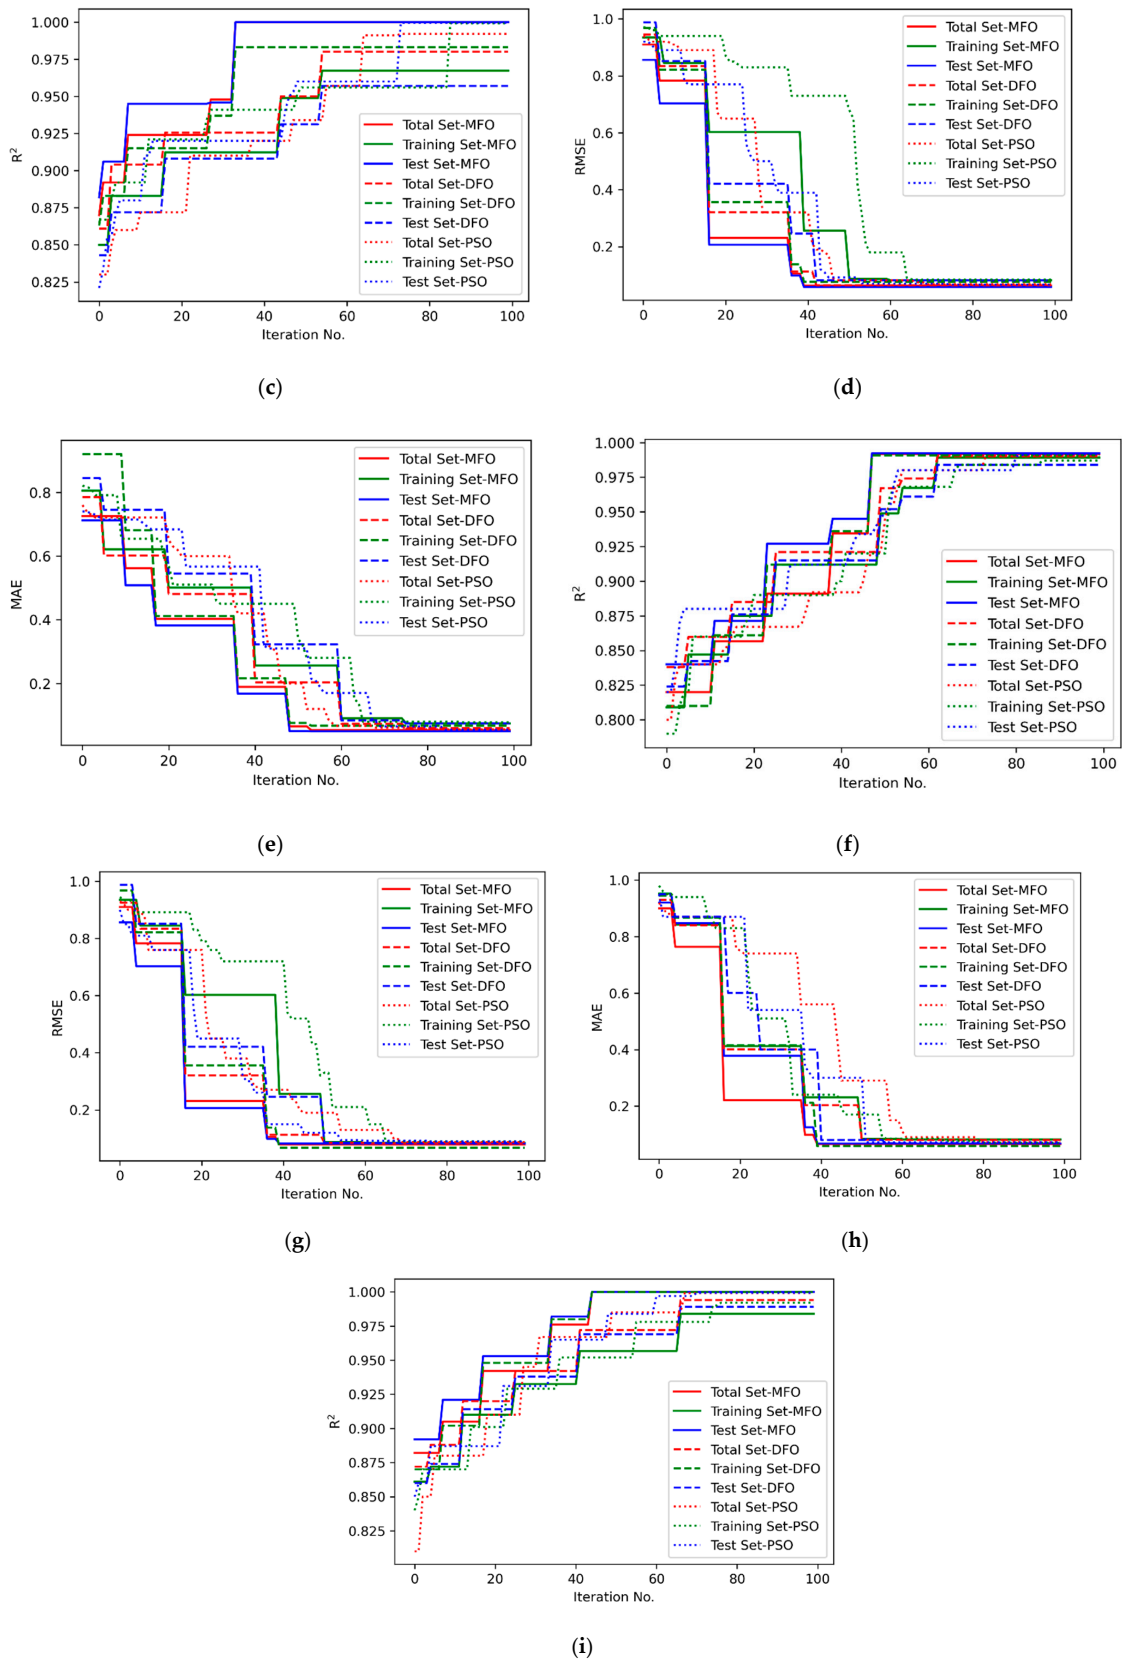 1.000
0.975
0.950
0.925
0.900
0.875
0.850
0.825
R²
0 20 40 60 80 100
Iteration No.
Total Set-MFO
Training Set-MFO
Test Set-MFO
Total Set-DFO
Training Set-DFO
Test Set-DFO
Total Set-PSO
Training Set-PSO
Test Set-PSO
(c)
1.0
0.8
0.6
0.4
0.2
RMSE
0 20 40 60 80 100
Iteration No.
Total Set-MFO
Training Set-MFO
Test Set-MFO
Total Set-DFO
Training Set-DFO
Test Set-DFO
Total Set-PSO
Training Set-PSO
Test Set-PSO
(d)
0.8
0.6
0.4
0.2
MAE
0 20 40 60 80 100
Iteration No.
Total Set-MFO
Training Set-MFO
Test Set-MFO
Total Set-DFO
Training Set-DFO
Test Set-DFO
Total Set-PSO
Training Set-PSO
Test Set-PSO
(e)
1.000
0.975
0.950
0.925
0.900
0.875
0.850
0.825
0.800
R²
0 20 40 60 80 100
Iteration No.
Total Set-MFO
Training Set-MFO
Test Set-MFO
Total Set-DFO
Training Set-DFO
Test Set-DFO
Total Set-PSO
Training Set-PSO
Test Set-PSO
(f)
1.0
0.8
0.6
0.4
0.2
RMSE
0 20 40 60 80 100
Iteration No.
Total Set-MFO
Training Set-MFO
Test Set-MFO
Total Set-DFO
Training Set-DFO
Test Set-DFO
Total Set-PSO
Training Set-PSO
Test Set-PSO
(g)
1.0
0.8
0.6
0.4
0.2
MAE
0 20 40 60 80 100
Iteration No.
Total Set-MFO
Training Set-MFO
Test Set-MFO
Total Set-DFO
Training Set-DFO
Test Set-DFO
Total Set-PSO
Training Set-PSO
Test Set-PSO
(h)
1.000
0.975
0.950
0.925
0.900
0.875
0.850
0.825
R²
0 20 40 60 80 100
Iteration No.
Total Set-MFO
Training Set-MFO
Test Set-MFO
Total Set-DFO
Training Set-DFO
Test Set-DFO
Total Set-PSO
Training Set-PSO
Test Set-PSO
(i)